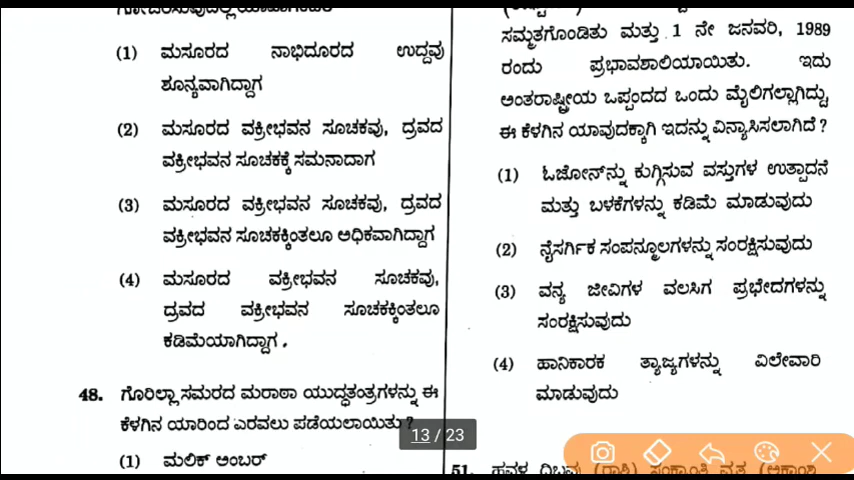 (1) ಮಸೂರದ ನಾಭಿದೂರದ ಉದ್ದವು
ಶೂನ್ಯವಾಗಿದ್ದಾಗ
(2) ಮಸೂರದ ವಕ್ರೀಭವನ ಸೂಚಕವು, ದ್ರವದ
ವಕ್ರೀಭವನ ಸೂಚಕಕ್ಕೆ ಸಮನಾದಾಗ
(3) ಮಸೂರದ ವಕ್ರೀಭವನ ಸೂಚಕವು, ದ್ರವದ
ವಕ್ರೀಭವನ ಸೂಚಕಕ್ಕಿಂತಲೂ ಅಧಿಕವಾಗಿದ್ದಾಗ
(4) ಮಸೂರದ ವಕ್ರೀಭವನ ಸೂಚಕವು,
ದ್ರವದ ವಕ್ರೀಭವನ ಸೂಚಕಕ್ಕಿಂತಲೂ
ಕಡಿಮೆಯಾಗಿದ್ದಾಗ .
48. ಗೊರಿಲ್ಲಾ ಸಮರದ ಮರಾಠಾ ಯುದ್ಧತಂತ್ರಗಳನ್ನು ಈ
ಕೆಳಗಿನ ಯಾರಿಂದ ಎರವಲು ಪಡೆಯಲಾಯಿತು ?
(1) ಮಲಿಕ್ ಅಂಬರ್
ಸಮ್ಮತಗೊಂಡಿತು ಮತ್ತು 1 ನೇ ಜನವರಿ, 1989
ರಂದು ಪ್ರಭಾವಶಾಲಿಯಾಯಿತು. ಇದು
ಅಂತರಾಷ್ಟ್ರೀಯ ಒಪ್ಪಂದದ ಒಂದು ಮೈಲಿಗಲ್ಲಾಗಿದ್ದು,
ಈ ಕೆಳಗಿನ ಯಾವುದಕ್ಕಾಗಿ ಇದನ್ನು ವಿನ್ಯಾಸಿಸಲಾಗಿದೆ ?
(1) ಓಜೋನ್‌ನ್ನು ಕುಗ್ಗಿಸುವ ವಸ್ತುಗಳ ಉತ್ಪಾದನೆ
ಮತ್ತು ಬಳಕೆಗಳನ್ನು ಕಡಿಮೆ ಮಾಡುವುದು
(2) ನೈಸರ್ಗಿಕ ಸಂಪನ್ಮೂಲಗಳನ್ನು ಸಂರಕ್ಷಿಸುವುದು
(3) ವನ್ಯ ಜೀವಿಗಳ ವಲಸಿಗ ಪ್ರಭೇದಗಳನ್ನು
ಸಂರಕ್ಷಿಸುವುದು
(4) ಹಾನಿಕಾರಕ ತ್ಯಾಜ್ಯಗಳನ್ನು ವಿಲೇವಾರಿ
ಮಾಡುವುದು
51.
13 / 23